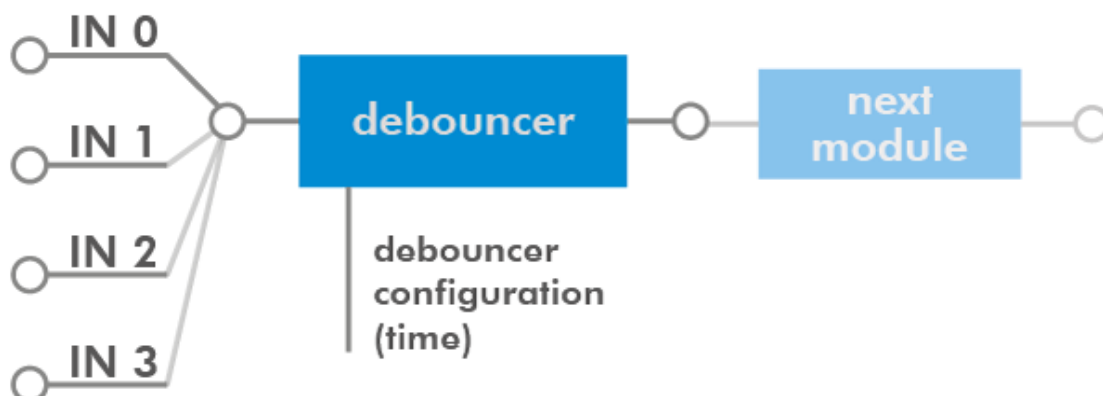 IN 0
IN 1
IN 2
IN 3
debouncer
debouncer
configuration
(time)
next
module